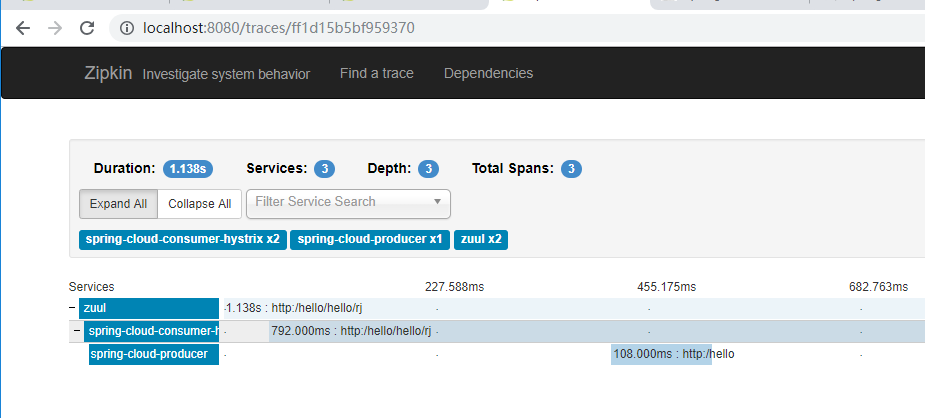 localhost:8080/traces/ff1d15b5bf959370
Zipkin Investigate system behavior Find a trace Dependencies
Duration: 1.138s Services: 3 Depth: 3 Total Spans: 3
Expand All Collapse All Filter Service Search
spring-cloud-consumer-hystrix x2 spring-cloud-producer x1 zuul x2
Services 227.588ms 455.175ms 682.763ms
zuul 1.138s : http:/hello/hello/rj
spring-cloud-consumer-h 792.000ms : http:/hello/hello/rj
spring-cloud-producer 108.000ms : http:/hello